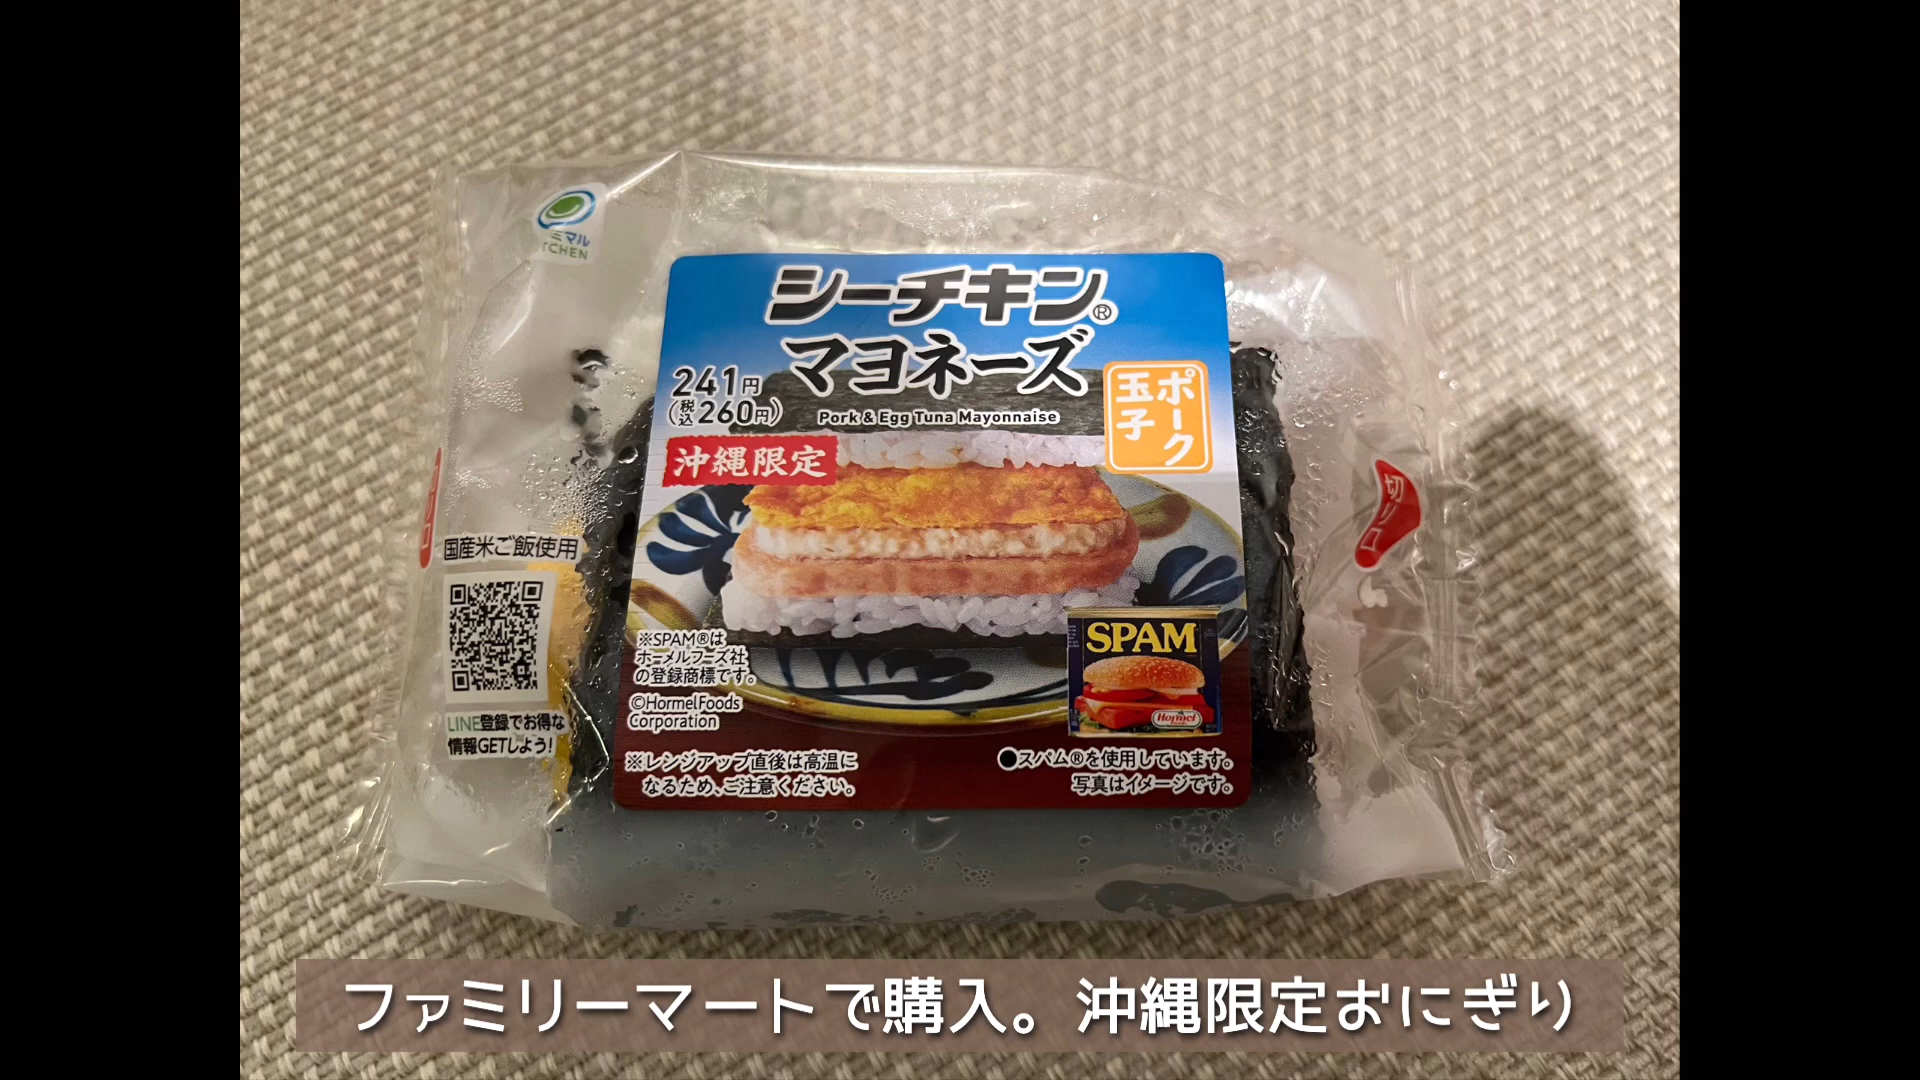 ミマル
TCHEN
シーチキン®
マヨネーズ
241円
(税込260円)
Pork & Egg Tuna Mayonnaise
ポーク
玉子
沖縄限定
切り口
国産米ご飯使用
LINE登録でお得な
情報GETしよう!
※SPAM®は
ホーメルフーズ社
の登録商標です。
©HormelFoods
Corporation
SPAM
Hormel
※レンジアップ直後は高温に
なるため、ご注意ください。
●スパム®を使用しています。
写真はイメージです。
ファミリーマートで購入。沖縄限定おにぎり